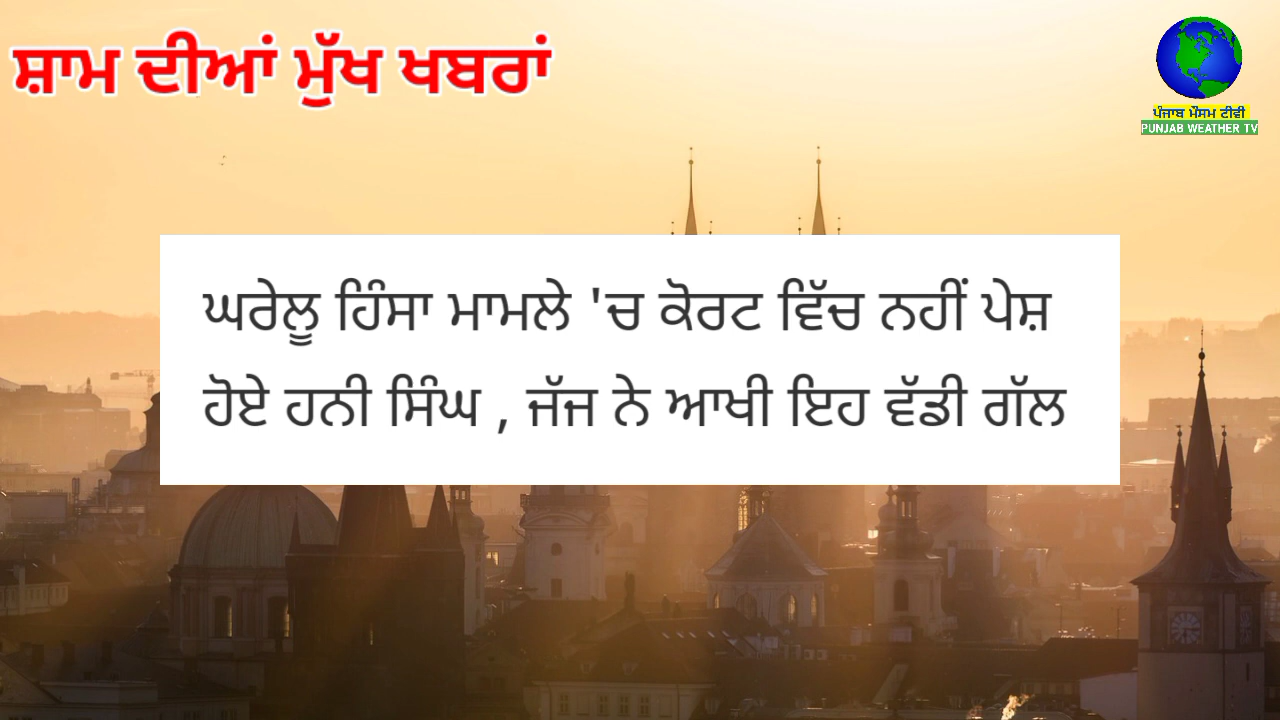 ਸ਼ਾਮ ਦੀਆਂ ਮੁੱਖ ਖਬਰਾਂ
ਪੰਜਾਬ ਮੌਸਮ ਟੀਵੀ
PUNJAB WEATHER TV
ਘਰੇਲੂ ਹਿੰਸਾ ਮਾਮਲੇ 'ਚ ਕੋਰਟ ਵਿੱਚ ਨਹੀਂ ਪੇਸ਼
ਹੋਏ ਹਨੀ ਸਿੰਘ , ਜੱਜ ਨੇ ਆਖੀ ਇਹ ਵੱਡੀ ਗੱਲ